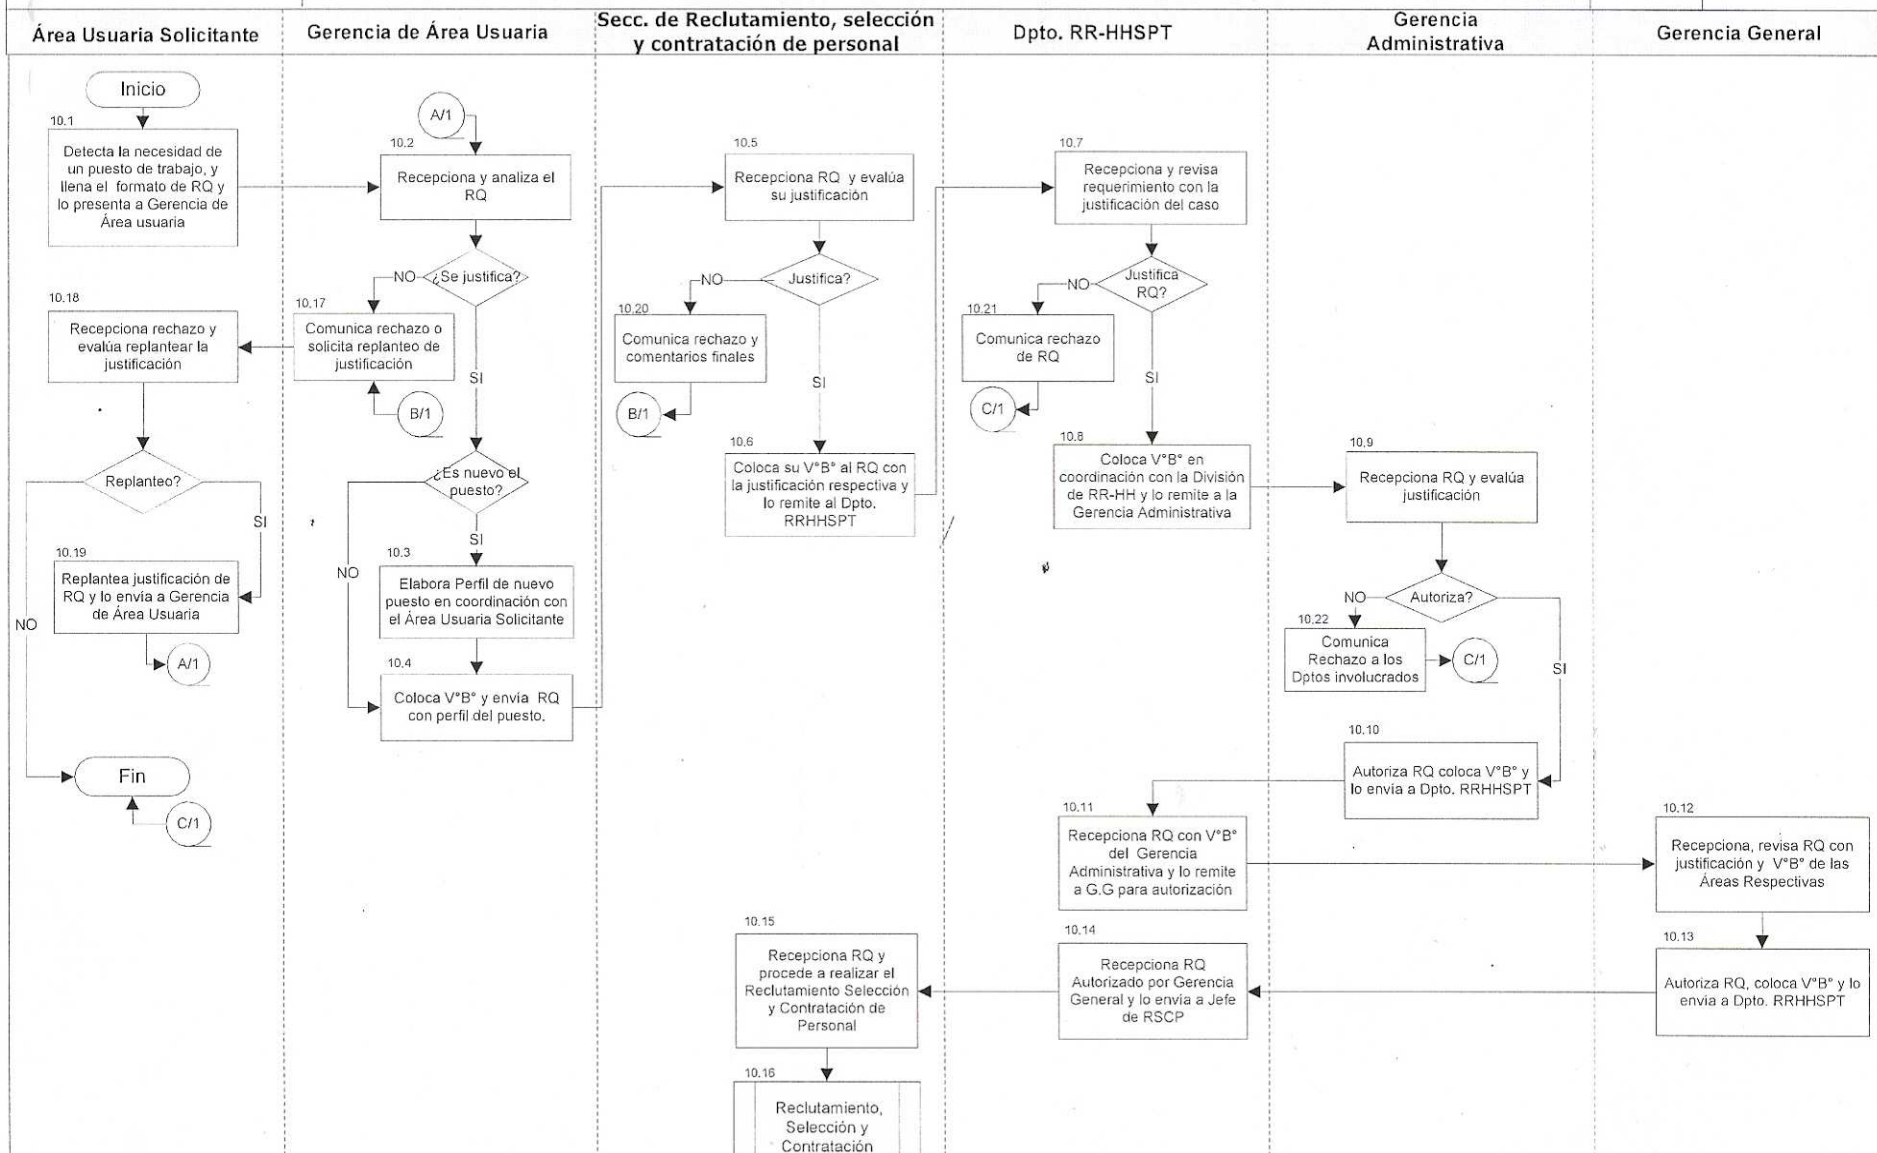 Área Usuaria Solicitante
Gerencia de Área Usuaria
Secc. de Reclutamiento, selección
y contratación de personal
Dpto. RR-HHSPT
Gerencia
Administrativa
Gerencia General
Inicio
10.1
Detecta la necesidad de
un puesto de trabajo, y
llena el formato de RQ y
lo presenta a Gerencia de
Área usuaria
10.18
Recepciona rechazo y
evalúa replantear la
justificación
Replanteo?
SI
NO
10.19
Replantea justificación de
RQ y lo envía a Gerencia
de Área Usuaria
A/1
Fin
C/1
A/1
10.2
Recepciona y analiza el
RQ
¿Se justifica?
NO
10.17
Comunica rechazo o
solicita replanteo de
justificación
B/1
SI
¿Es nuevo el
puesto?
SI
NO
10.3
Elabora Perfil de nuevo
puesto en coordinación con
el Área Usuaria Solicitante
10.4
Coloca V°B° y envía RQ
con perfil del puesto.
10.5
Recepciona RQ y evalúa
su justificación
Justifica?
NO
10.20
Comunica rechazo y
comentarios finales
B/1
SI
10.6
Coloca su V°B° al RQ con
la justificación respectiva y
lo remite al Dpto.
RRHHSPT
10.7
Recepciona y revisa
requerimiento con la
justificación del caso
Justifica
RQ?
NO
10.21
Comunica rechazo
de RQ
C/1
SI
10.8
Coloca V°B° en
coordinación con la División
de RR-HH y lo remite a la
Gerencia Administrativa
10.9
Recepciona RQ y evalúa
justificación
Autoriza?
NO
10.22
Comunica
Rechazo a los
Dptos involucrados
C/1
SI
10.10
Autoriza RQ coloca V°B° y
lo envía a Dpto. RRHHSPT
10.11
Recepciona RQ con V°B°
del Gerencia
Administrativa y lo remite
a G.G para autorización
10.12
Recepciona, revisa RQ con
justificación y V°B° de las
Áreas Respectivas
10.13
Autoriza RQ, coloca V°B° y lo
envía a Dpto. RRHHSPT
10.14
Recepciona RQ
Autorizado por Gerencia
General y lo envía a Jefe
de RSCP
10.15
Recepciona RQ y
procede a realizar el
Reclutamiento Selección
y Contratación de
Personal
10.16
Reclutamiento,
Selección y
Contratación